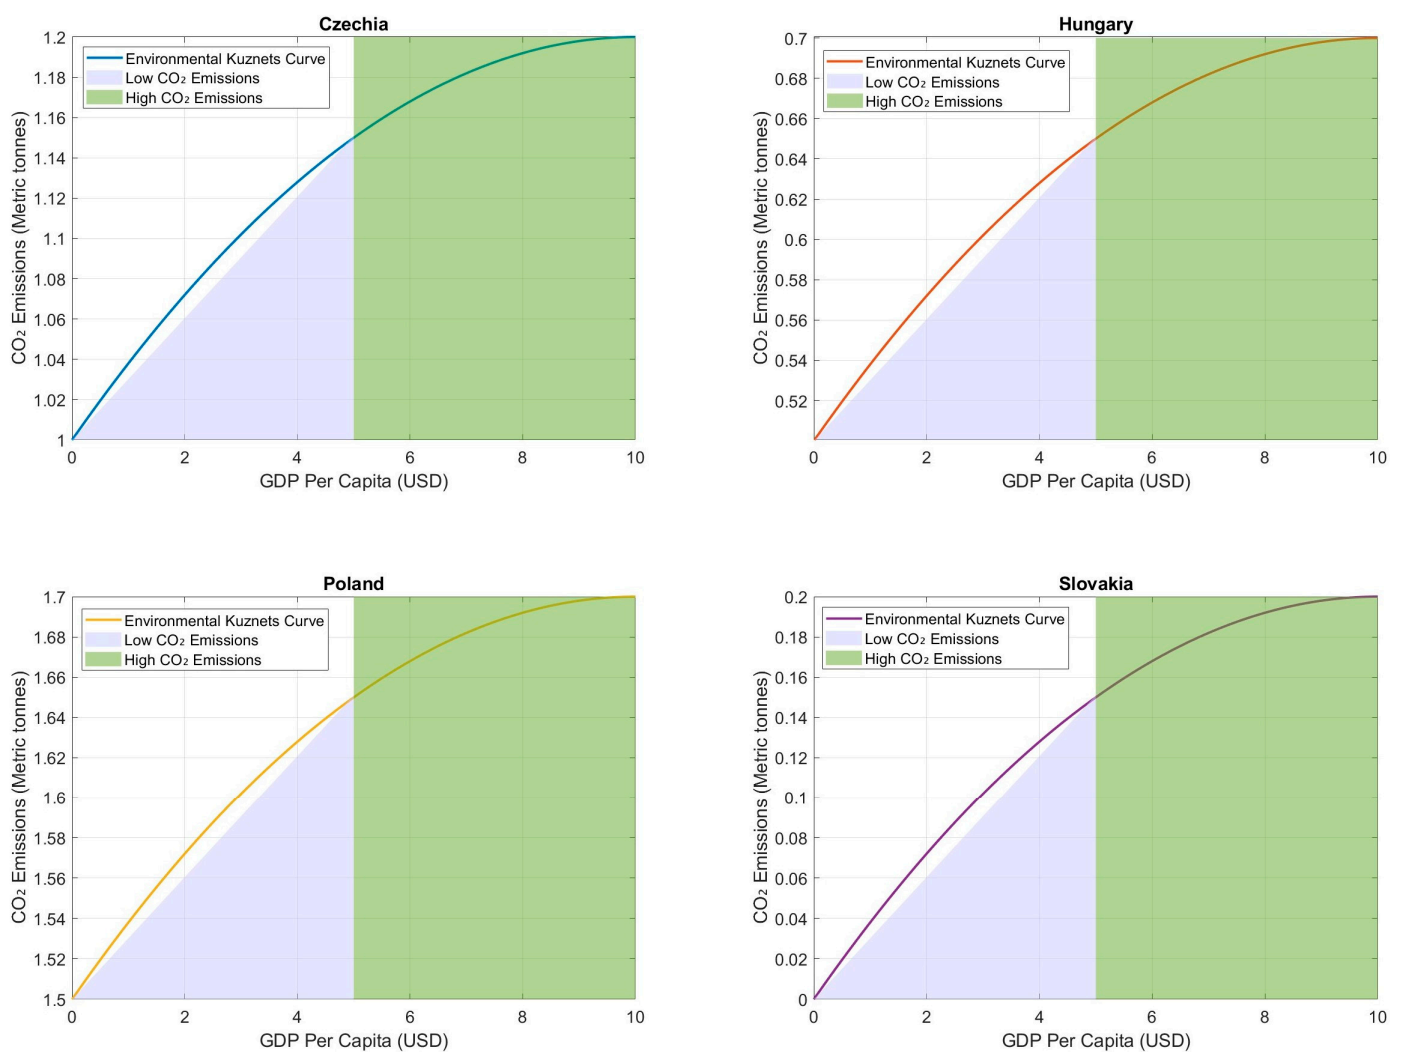 Czechia
1.2
1.18
1.16
1.14
1.12
1.1
1.08
1.06
1.04
1.02
1
CO₂ Emissions (Metric tonnes)
Environmental Kuznets Curve
Low CO₂ Emissions
High CO₂ Emissions
0 2 4 6 8 10
GDP Per Capita (USD)
Hungary
0.7
0.68
0.66
0.64
0.62
0.6
0.58
0.56
0.54
0.52
CO₂ Emissions (Metric tonnes)
Environmental Kuznets Curve
Low CO₂ Emissions
High CO₂ Emissions
0 2 4 6 8 10
GDP Per Capita (USD)
Poland
1.7
1.68
1.66
1.64
1.62
1.6
1.58
1.56
1.54
1.52
1.5
CO₂ Emissions (Metric tonnes)
Environmental Kuznets Curve
Low CO₂ Emissions
High CO₂ Emissions
0 2 4 6 8 10
GDP Per Capita (USD)
Slovakia
0.2
0.18
0.16
0.14
0.12
0.1
0.08
0.06
0.04
0.02
0
CO₂ Emissions (Metric tonnes)
Environmental Kuznets Curve
Low CO₂ Emissions
High CO₂ Emissions
0 2 4 6 8 10
GDP Per Capita (USD)